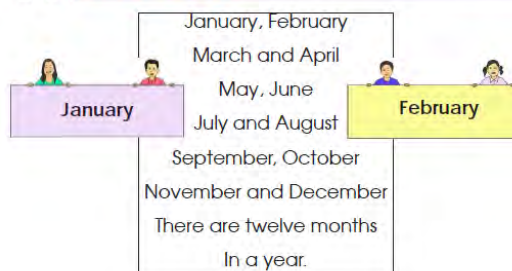 January, February
March and April
May, June
July and August
September, October
November and December
There are twelve months
In a year.
January
February